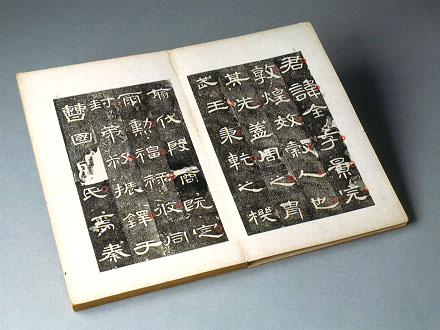 君諱全字景完
敦煌效穀人也
其先蓋周之胄
武王秉乾之機
翦伐殷商既定
爾勳福祿攸同
封弟叔振鐸于
曹國氏焉秦